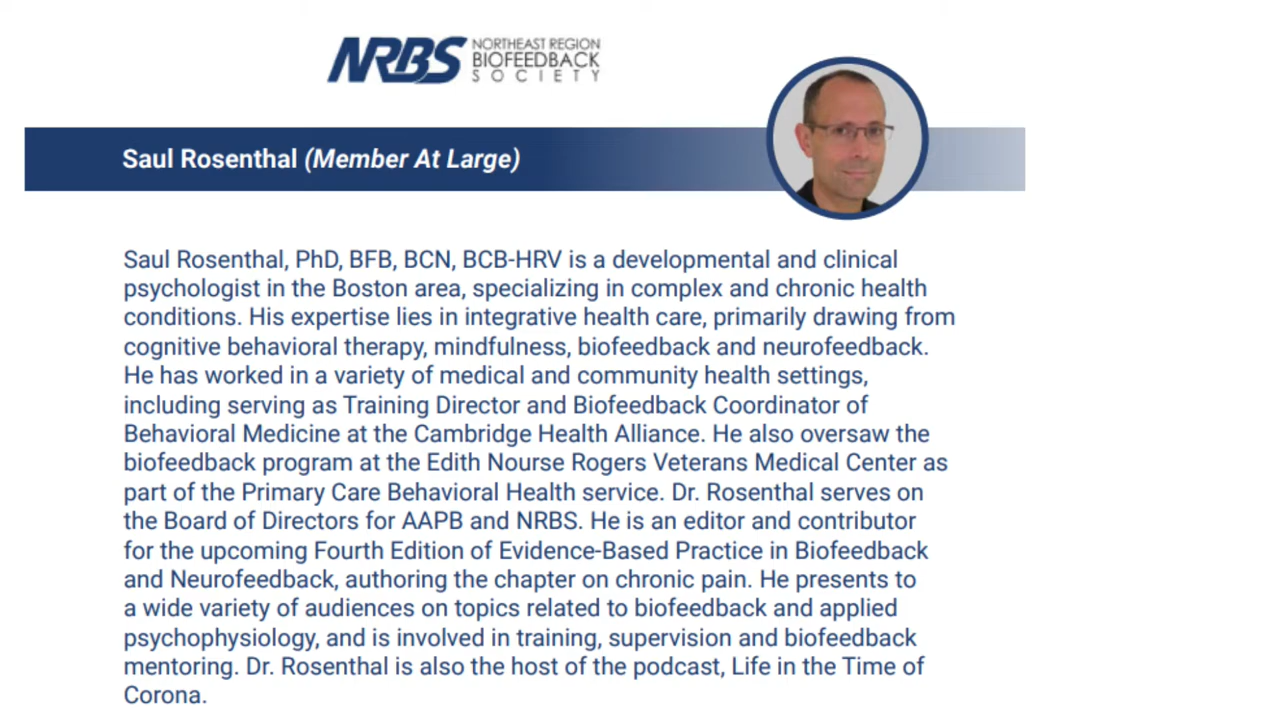 NRBS NORTHEAST REGION
BIOFEEDBACK
SOCIETY
Saul Rosenthal (Member At Large)
Saul Rosenthal, PhD, BFB, BCN, BCB-HRV is a developmental and clinical
psychologist in the Boston area, specializing in complex and chronic health
conditions. His expertise lies in integrative health care, primarily drawing from
cognitive behavioral therapy, mindfulness, biofeedback and neurofeedback.
He has worked in a variety of medical and community health settings,
including serving as Training Director and Biofeedback Coordinator of
Behavioral Medicine at the Cambridge Health Alliance. He also oversaw the
biofeedback program at the Edith Nourse Rogers Veterans Medical Center as
part of the Primary Care Behavioral Health service. Dr. Rosenthal serves on
the Board of Directors for AAPB and NRBS. He is an editor and contributor
for the upcoming Fourth Edition of Evidence-Based Practice in Biofeedback
and Neurofeedback, authoring the chapter on chronic pain. He presents to
a wide variety of audiences on topics related to biofeedback and applied
psychophysiology, and is involved in training, supervision and biofeedback
mentoring. Dr. Rosenthal is also the host of the podcast, Life in the Time of
Corona.